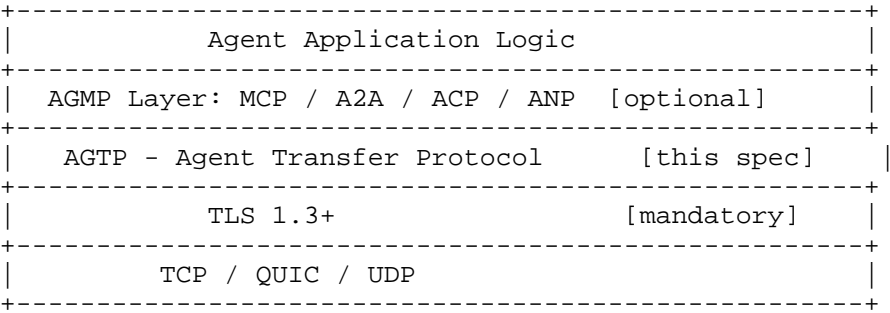 +-----------------------------------------------------+
|            Agent Application Logic                  |
+-----------------------------------------------------+
|  AGMP Layer: MCP / A2A / ACP / ANP  [optional]      |
+-----------------------------------------------------+
|   AGTP - Agent Transfer Protocol      [this spec]    |
+-----------------------------------------------------+
|            TLS 1.3+                  [mandatory]    |
+-----------------------------------------------------+
|         TCP / QUIC / UDP                            |
+-----------------------------------------------------+